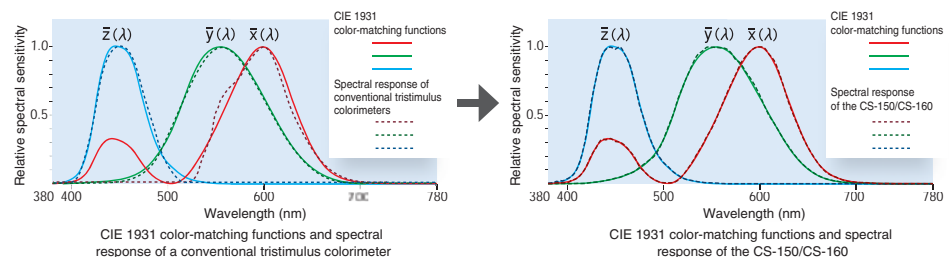 CIE 1931
color-matching functions
z̅ (λ)
y̅ (λ)
x̅ (λ)
1.0
0.5
Relative spectral sensitivity
Spectral response of
conventional tristimulus
colorimeters
380 400 500 600 780
Wavelength (nm)
CIE 1931 color-matching functions and spectral
response of a conventional tristimulus colorimeter
CIE 1931
color-matching functions
z̅ (λ)
y̅ (λ)
x̅ (λ)
1.0
0.5
Relative spectral sensitivity
Spectral response
of the CS-150/CS-160
380 400 500 600 700 780
Wavelength (nm)
CIE 1931 color-matching functions and spectral
response of the CS-150/CS-160